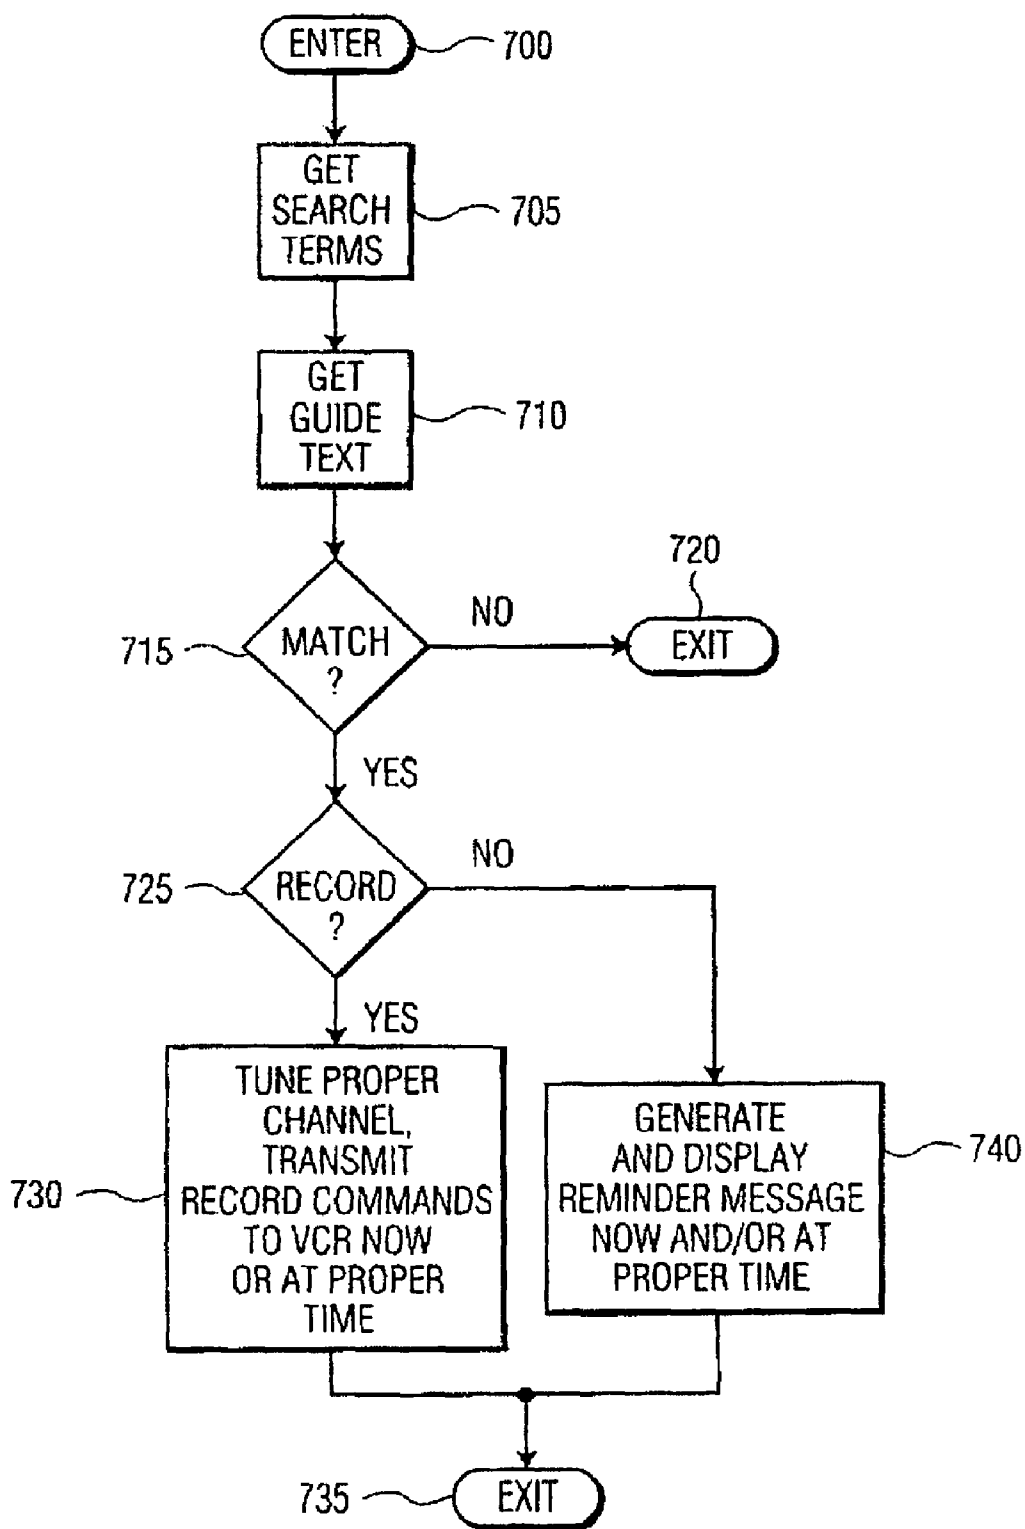 ENTER
700
GET
SEARCH
TERMS
705
GET
GUIDE
TEXT
710
720
MATCH
?
715
NO
EXIT
YES
RECORD
?
725
NO
YES
TUNE PROPER
CHANNEL,
TRANSMIT
RECORD COMMANDS
TO VCR NOW
OR AT PROPER
TIME
730
GENERATE
AND DISPLAY
REMINDER MESSAGE
NOW AND/OR AT
PROPER TIME
740
735
EXIT